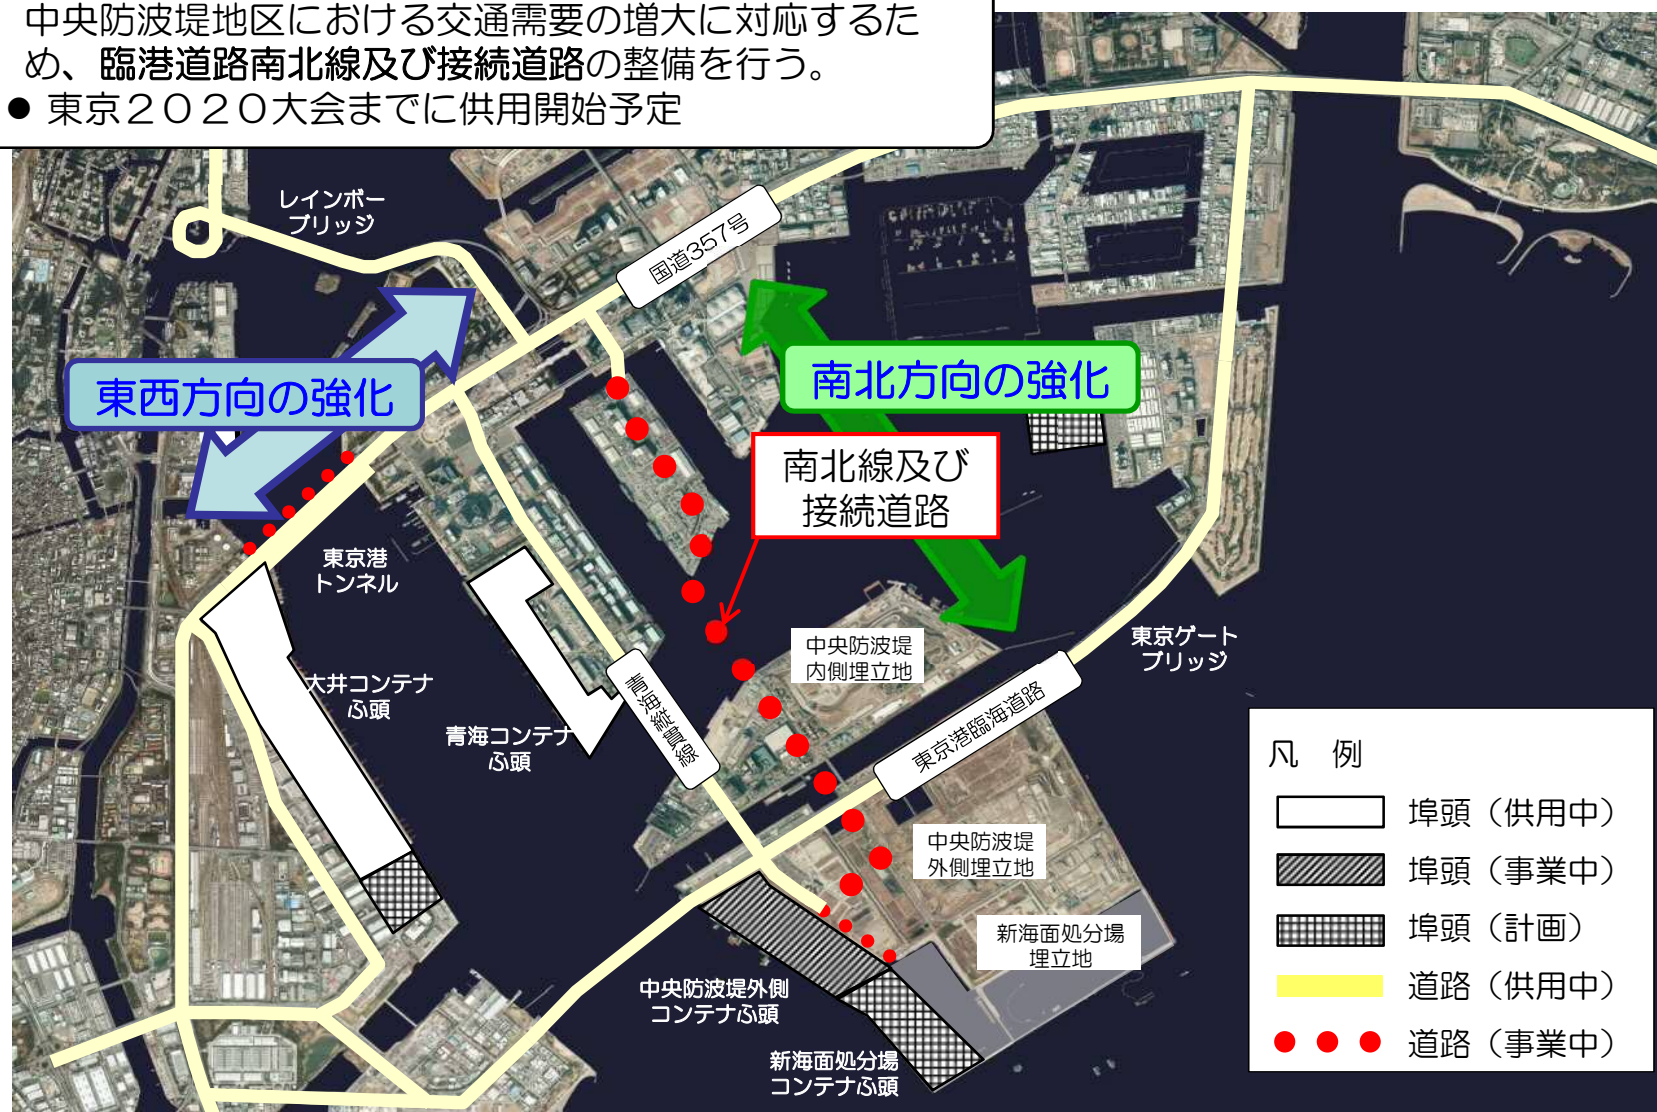 中央防波堤地区における交通需要の増大に対応するた
め、臨港道路南北線及び接続道路の整備を行う。
● 東京２０２０大会までに供用開始予定
レインボー
ブリッジ
国道357号
東西方向の強化
南北方向の強化
南北線及び
接続道路
東京港
トンネル
中央防波堤
内側埋立地
東京ゲート
ブリッジ
大井コンテナ
ふ頭
青海コンテナ
ふ頭
青海縦貫線
東京港臨海道路
中央防波堤
外側埋立地
新海面処分場
埋立地
中央防波堤外側
コンテナふ頭
新海面処分場
コンテナふ頭
凡　例
埠頭（供用中）
埠頭（事業中）
埠頭（計画）
道路（供用中）
道路（事業中）